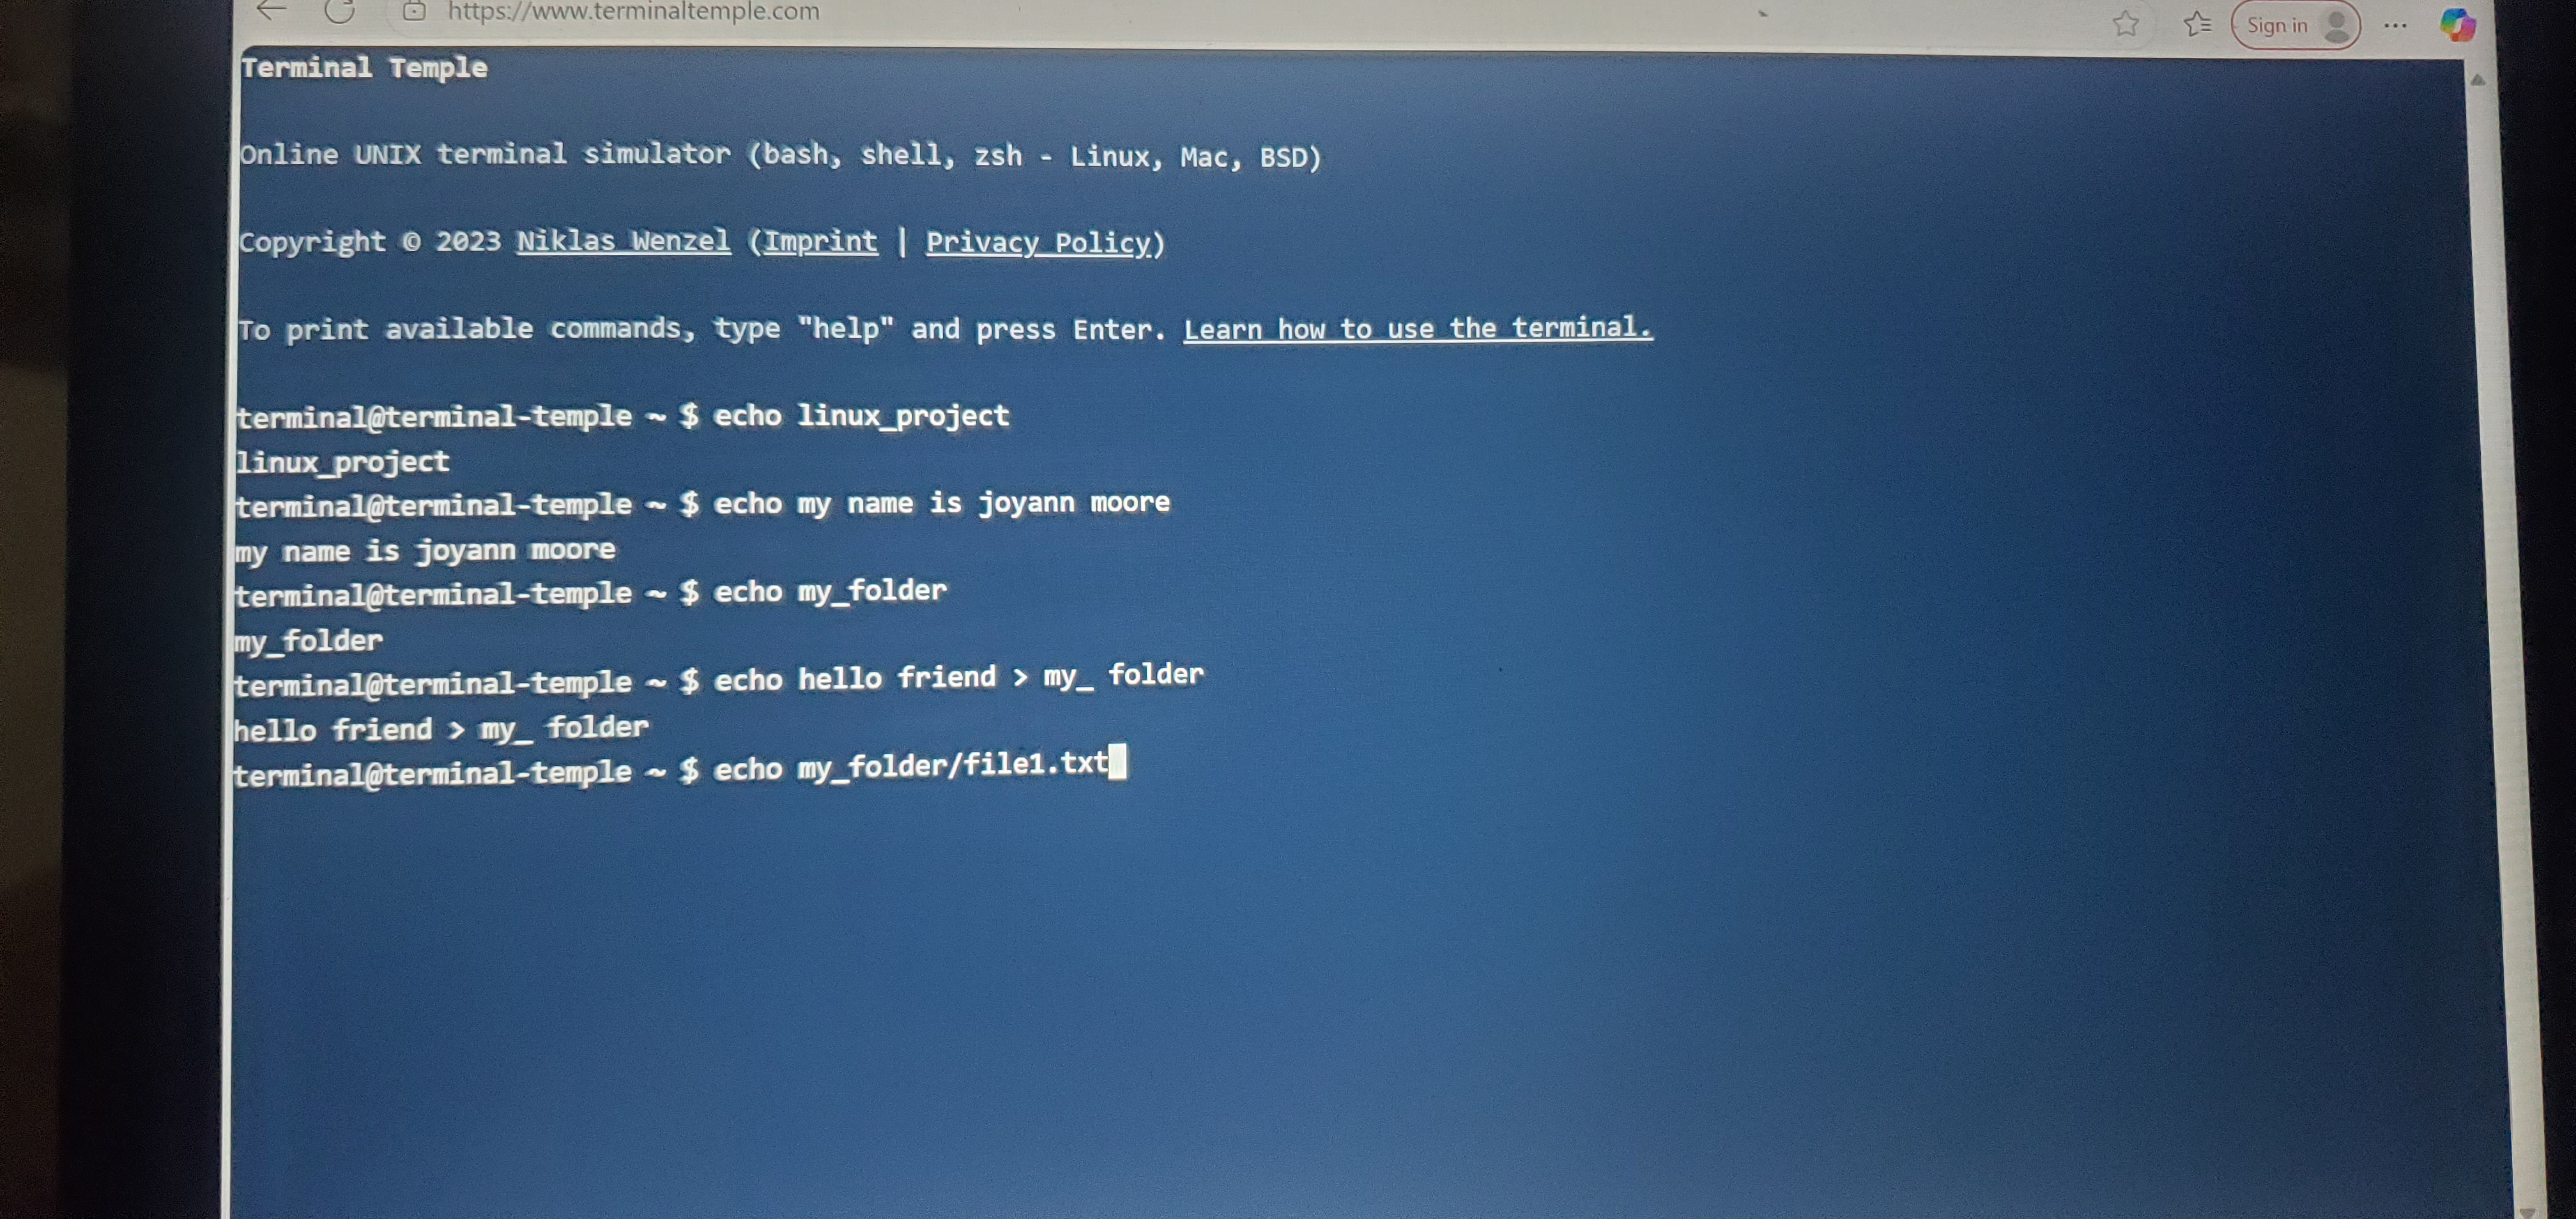 https://www.terminaltemple.com
Sign in
Terminal Temple
Online UNIX terminal simulator (bash, shell, zsh - Linux, Mac, BSD)
Copyright © 2023 Niklas Wenzel (Imprint | Privacy Policy)
To print available commands, type "help" and press Enter. Learn how to use the terminal.
terminal@terminal-temple ~ $ echo linux_project
linux_project
terminal@terminal-temple ~ $ echo my name is joyann moore
my name is joyann moore
terminal@terminal-temple ~ $ echo my_folder
my_folder
terminal@terminal-temple ~ $ echo hello friend > my_ folder
hello friend > my_ folder
terminal@terminal-temple ~ $ echo my_folder/file1.txt